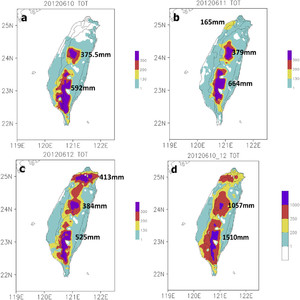 20120610 TOT
a
375.5mm
592mm
25N
24N
23N
22N
119E 120E 121E 122E
20120611 TOT
b
165mm
379mm
664mm
25N
24N
23N
22N
119E 120E 121E 122E
20120612 TOT
c
413mm
384mm
525mm
25N
24N
23N
22N
119E 120E 121E 122E
20120610_12 TOT
d
1057mm
1510mm
25N
24N
23N
22N
119E 120E 121E 122E